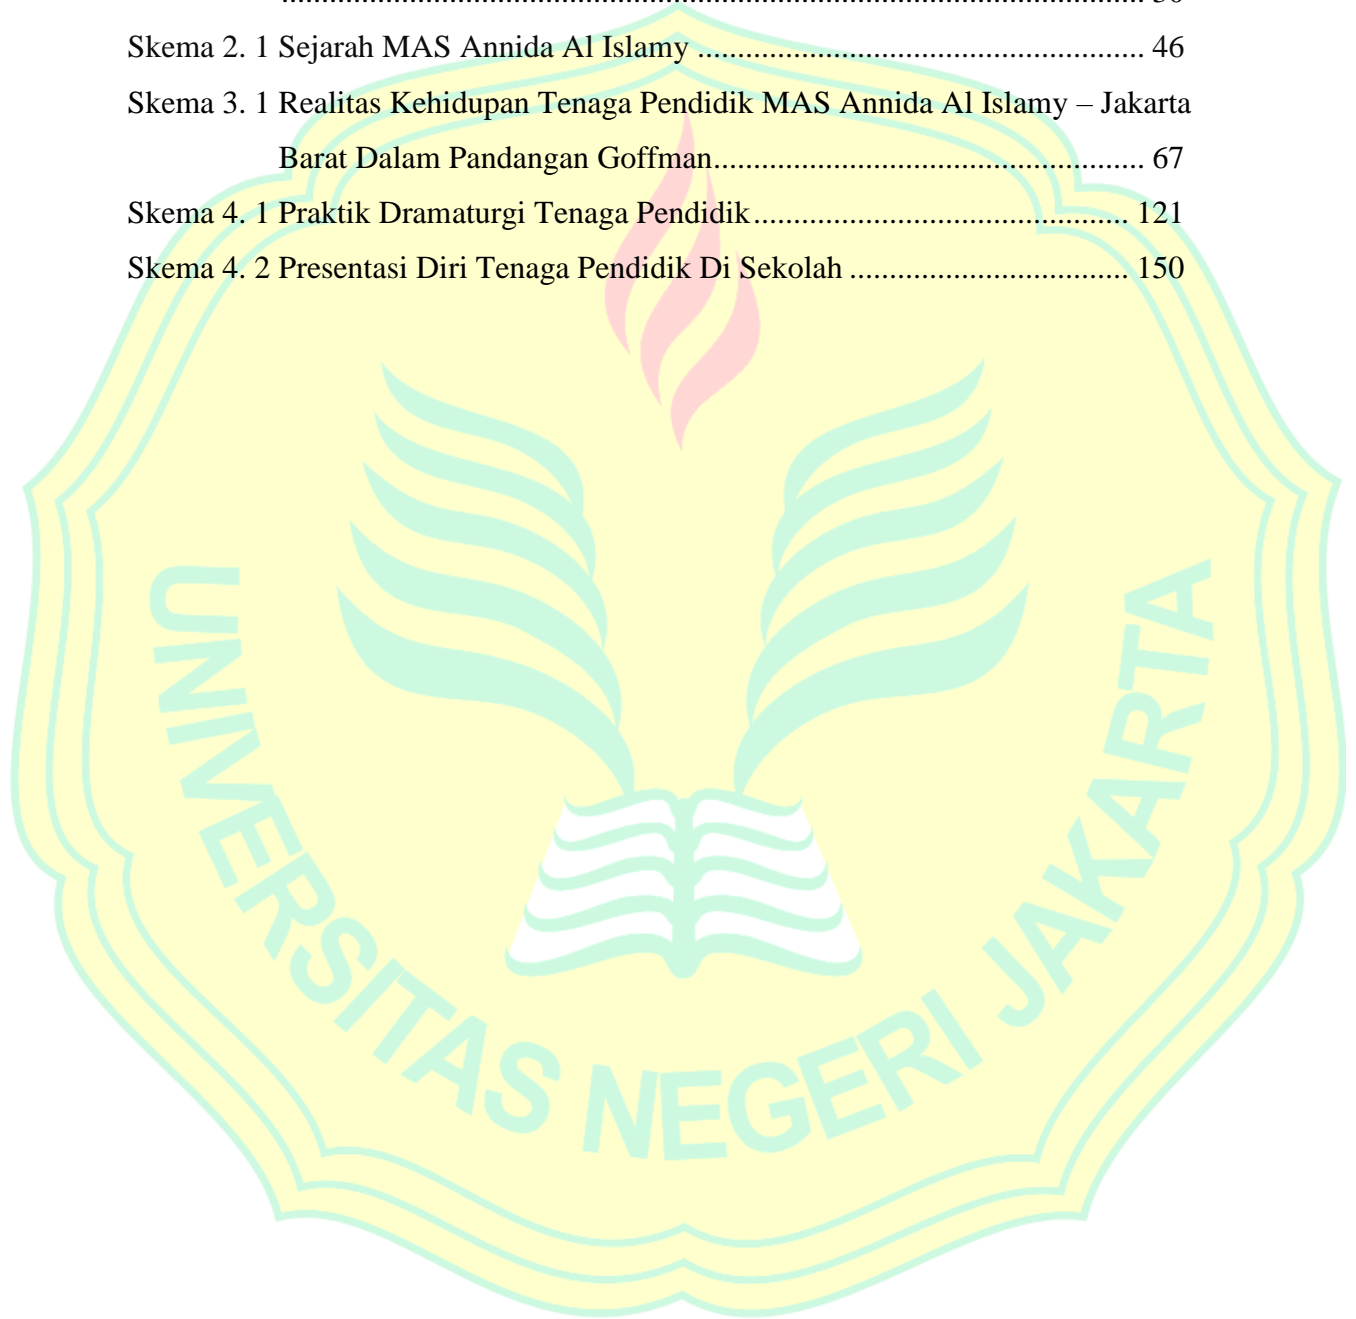 Skema 2. 1 Sejarah MAS Annida Al Islamy ........................................................ 46
Skema 3. 1 Realitas Kehidupan Tenaga Pendidik MAS Annida Al Islamy – Jakarta
Barat Dalam Pandangan Goffman...................................................... 67
Skema 4. 1 Praktik Dramaturgi Tenaga Pendidik............................................... 121
Skema 4. 2 Presentasi Diri Tenaga Pendidik Di Sekolah ................................... 150
UNIVERSITAS NEGERI JAKARTA